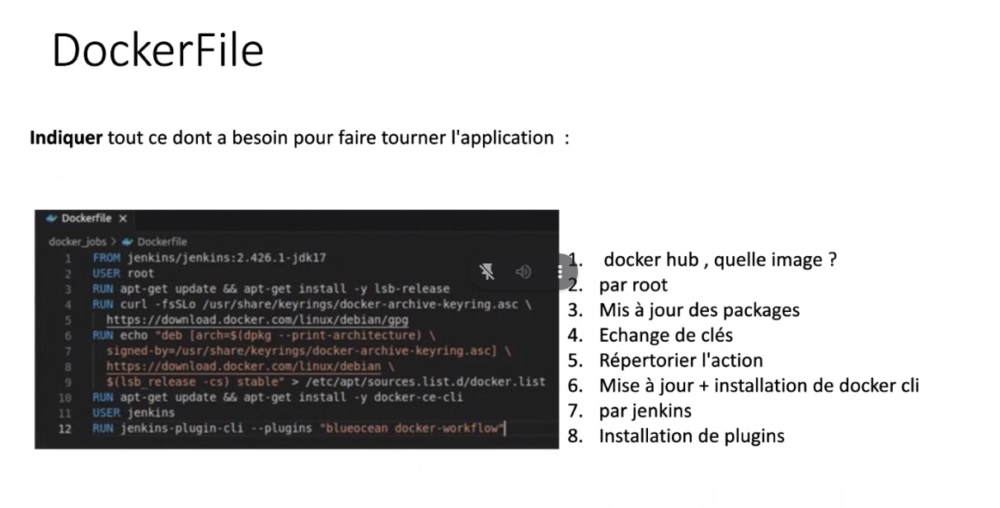 DockerFile
Indiquer tout ce dont a besoin pour faire tourner l'application :
Dockerfile
docker_jobs > Dockerfile
1 FROM jenkins/jenkins:2.426.1-jdk17
2 USER root
3 RUN apt-get update && apt-get install -y lsb-release
4 RUN curl -fsSLo /usr/share/keyrings/docker-archive-keyring.asc \
5 https://download.docker.com/linux/debian/gpg
6 RUN echo "deb [arch=$(dpkg --print-architecture) \
7 signed-by=/usr/share/keyrings/docker-archive-keyring.asc] \
8 https://download.docker.com/linux/debian \
9 $(lsb_release -cs) stable" > /etc/apt/sources.list.d/docker.list
10 RUN apt-get update && apt-get install -y docker-ce-cli
11 USER jenkins
12 RUN jenkins-plugin-cli --plugins "blueocean docker-workflow"
1. docker hub , quelle image ?
2. par root
3. Mis à jour des packages
4. Echange de clés
5. Répertorier l'action
6. Mise à jour + installation de docker cli
7. par jenkins
8. Installation de plugins